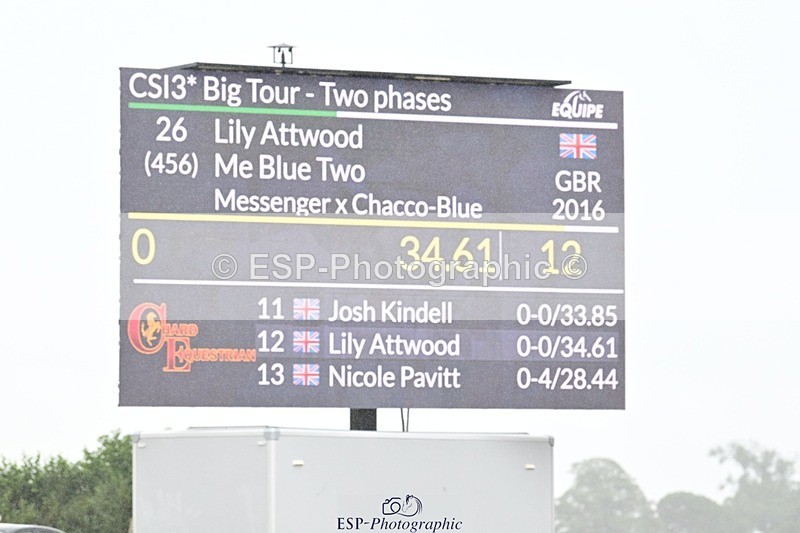 CSI3* Big Tour - Two phases
EQUIPE
26 Lily Attwood
(456) Me Blue Two
GBR
Messenger x Chacco-Blue 2016
0 34.61 12
© ESP-Photographic ©
11 Josh Kindell 0-0/33.85
12 Lily Attwood 0-0/34.61
13 Nicole Pavitt 0-4/28.44
CHARD
EQUESTRIAN
ESP-Photographic